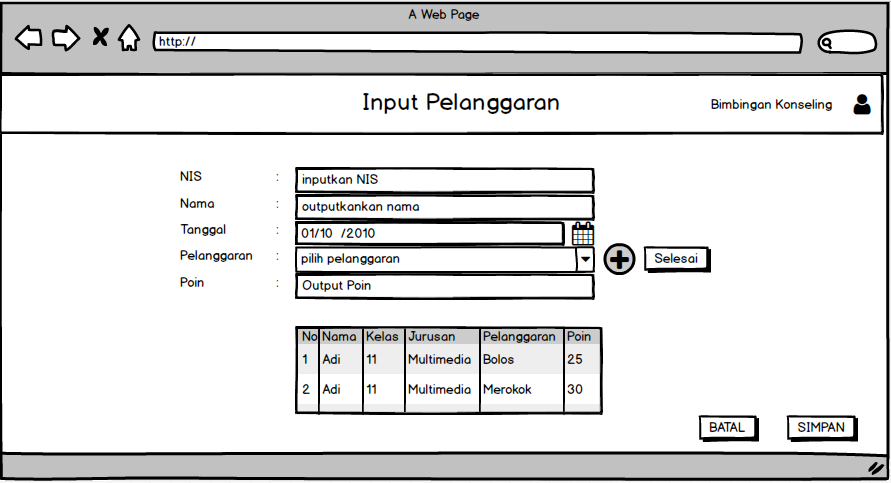 A Web Page
http://
Input Pelanggaran
Bimbingan Konseling
NIS : inputkan NIS
Nama : outputkankan nama
Tanggal : 01/10 /2010
Pelanggaran : pilih pelanggaran Selesai
Poin : Output Poin
No Nama Kelas Jurusan Pelanggaran Poin
1 Adi 11 Multimedia Bolos 25
2 Adi 11 Multimedia Merokok 30
BATAL SIMPAN